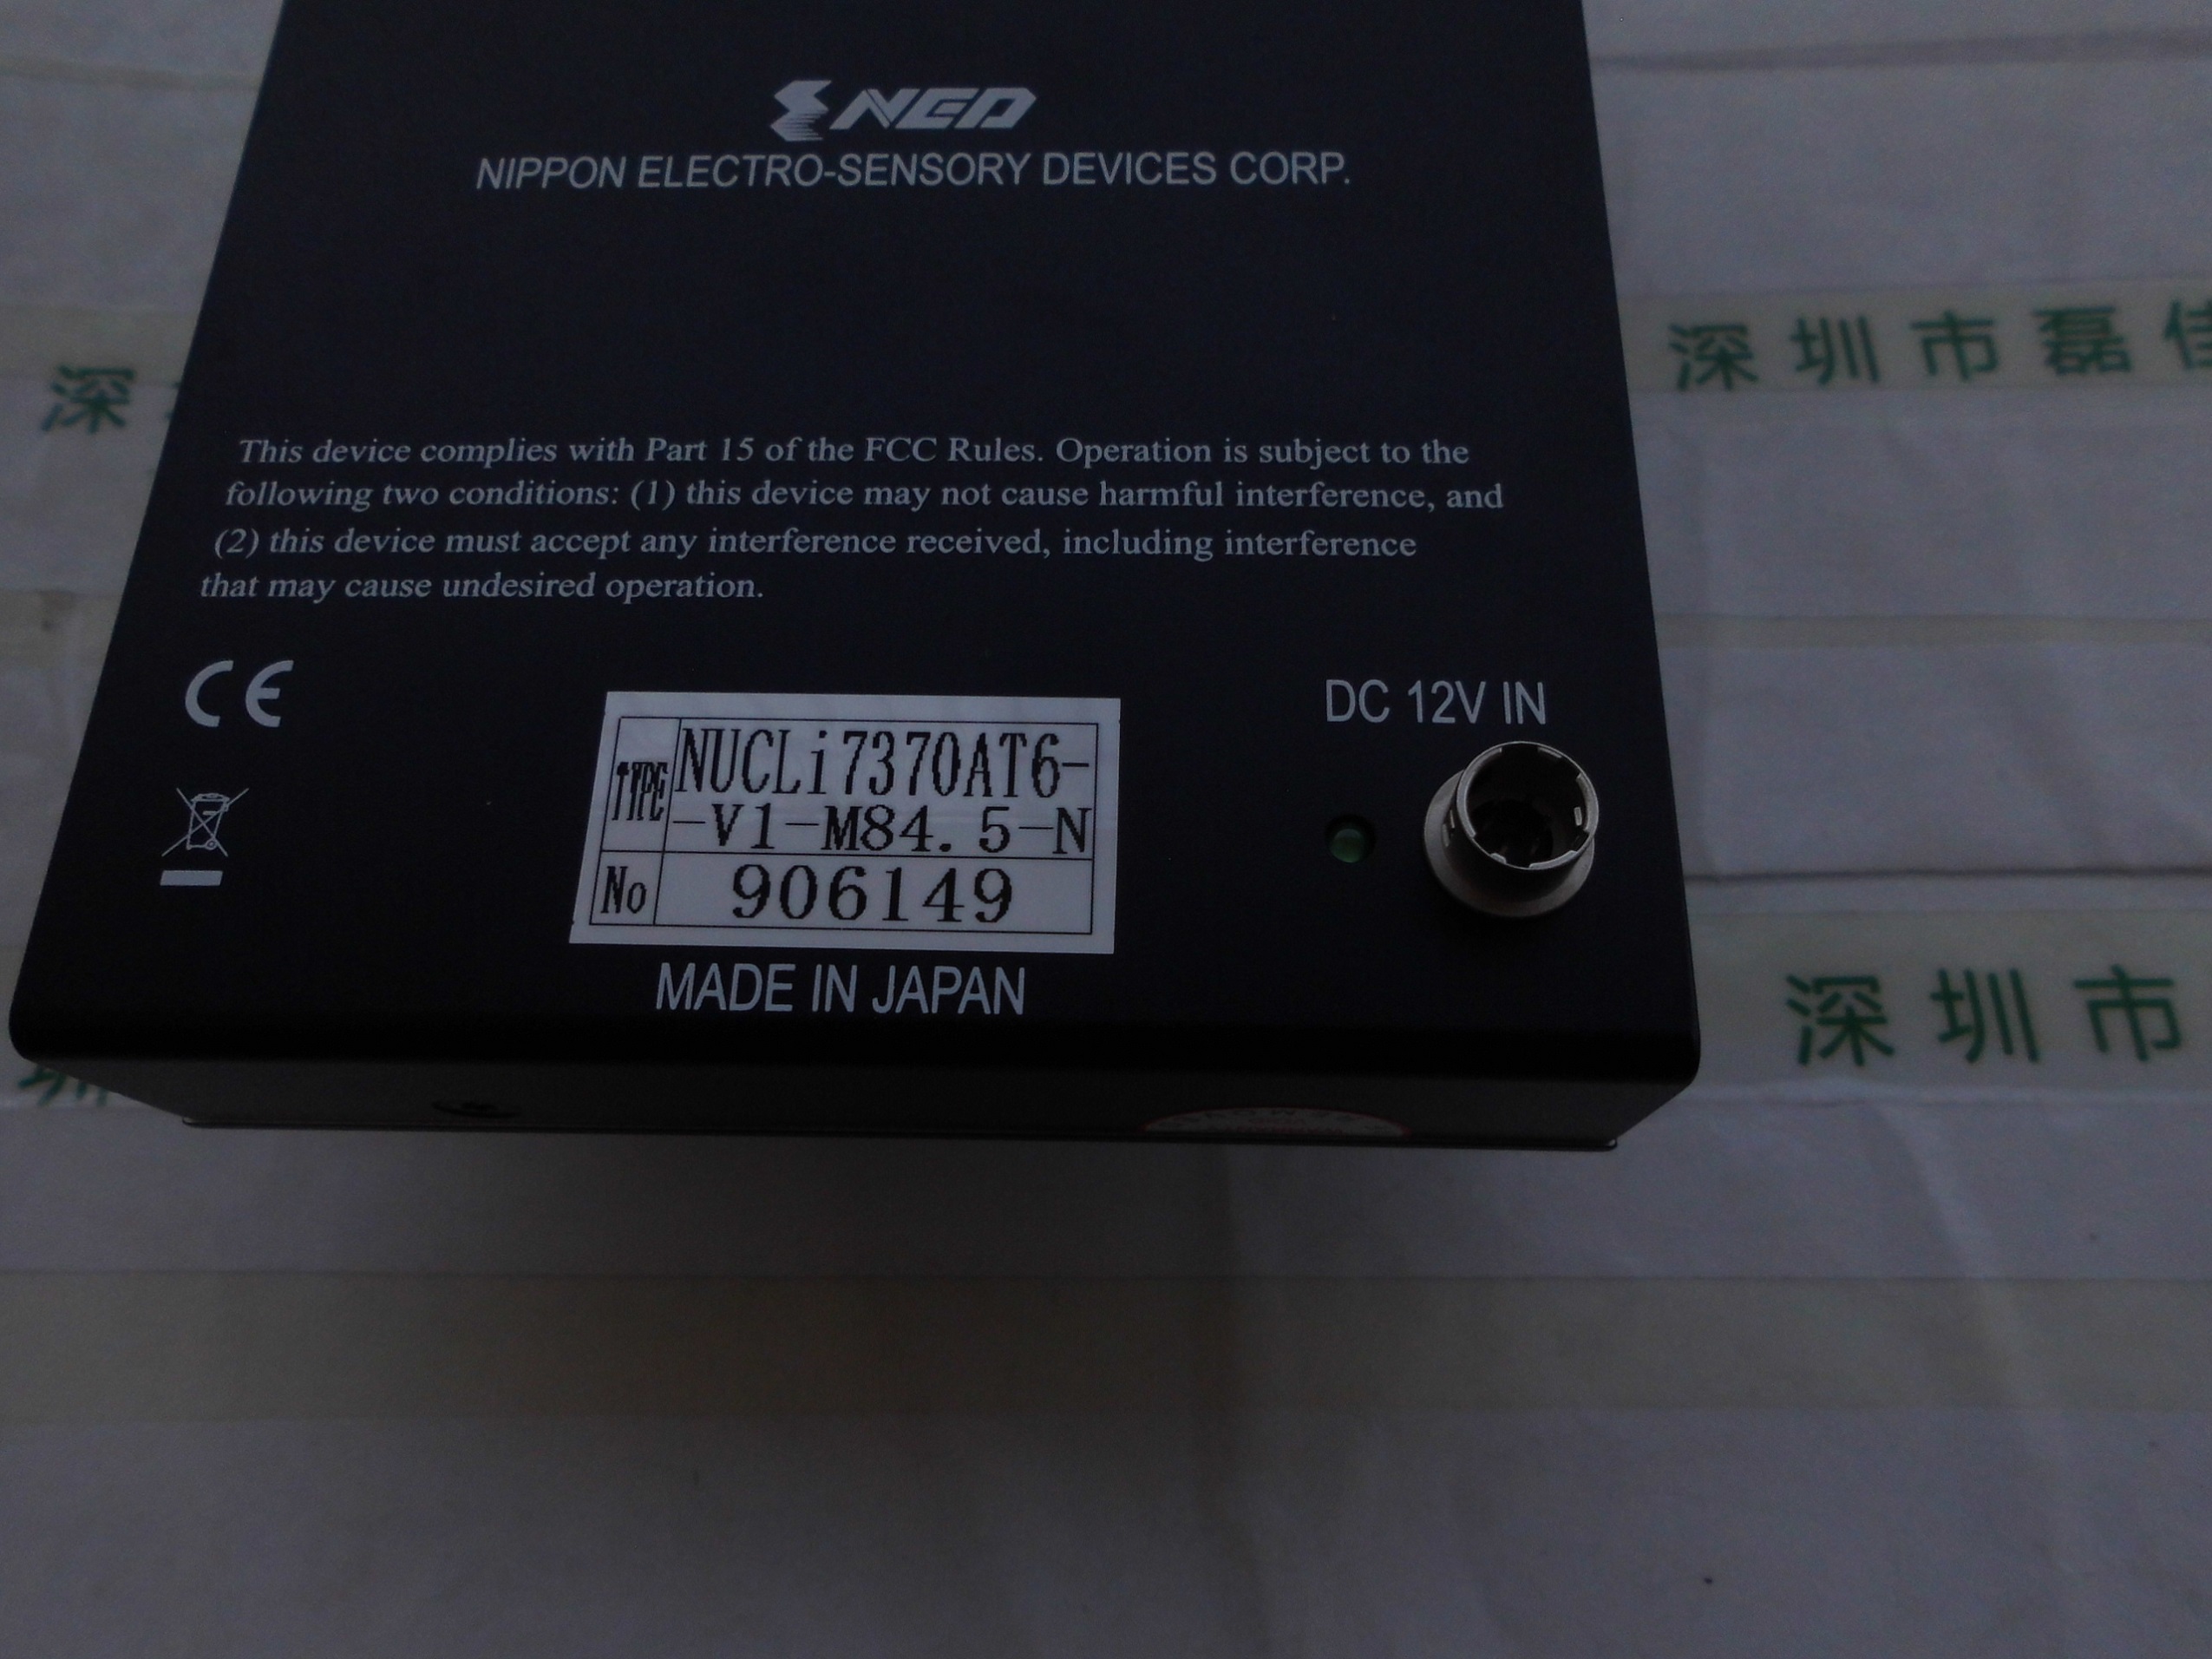 NED
NIPPON ELECTRO-SENSORY DEVICES CORP.
深圳市磊佳
深
This device complies with Part 15 of the FCC Rules. Operation is subject to the
following two conditions: (1) this device may not cause harmful interference, and
(2) this device must accept any interference received, including interference
that may cause undesired operation.
CE
DC 12V IN
TYPE NUCLi7370AT6-
-V1-M84.5-N
No 906149
MADE IN JAPAN
深圳市
圳